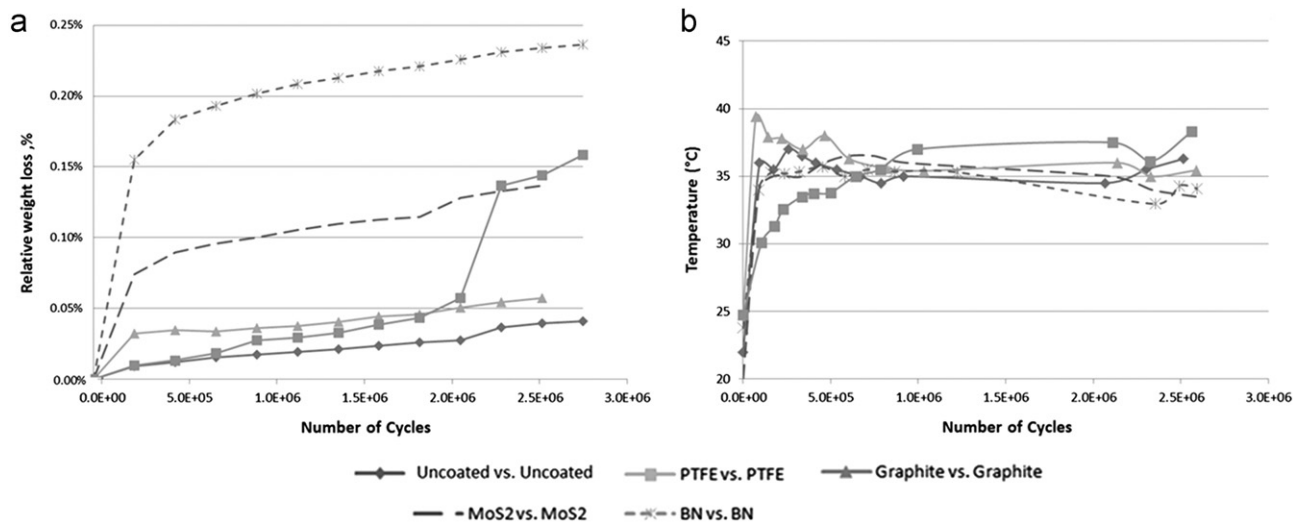 a
0.25%
0.20%
0.15%
0.10%
0.05%
0.00%
Relative weight loss ,%
0.0E+00 5.0E+05 1.0E+06 1.5E+06 2.0E+06 2.5E+06 3.0E+06
Number of Cycles
b
45
40
35
30
25
20
Temperature (°C)
0.0E+00 5.0E+05 1.0E+06 1.5E+06 2.0E+06 2.5E+06 3.0E+06
Number of Cycles
Uncoated vs. Uncoated PTFE vs. PTFE Graphite vs. Graphite
MoS2 vs. MoS2 BN vs. BN